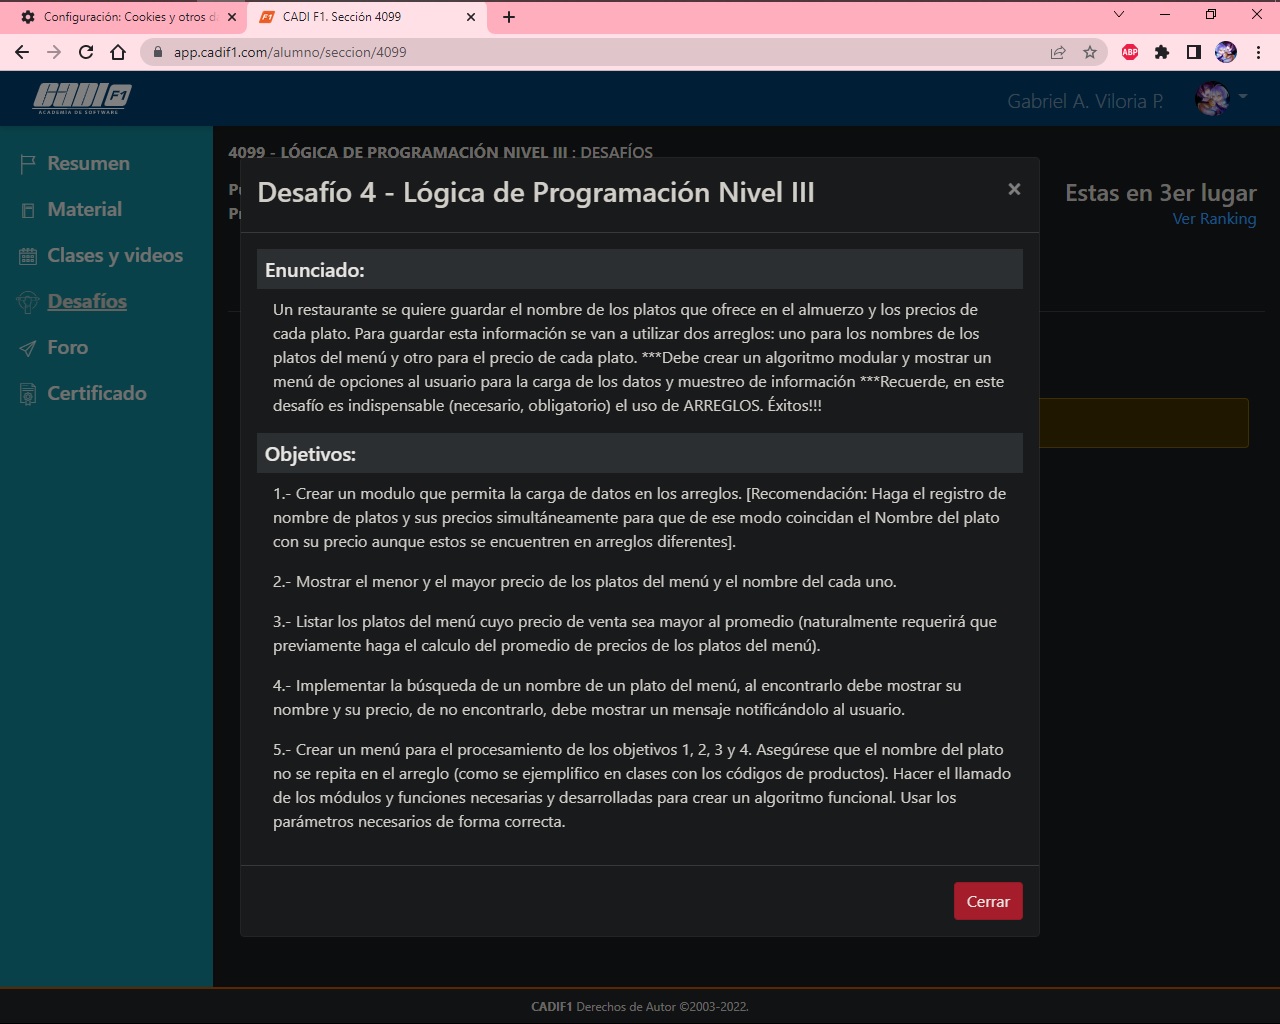 Configuración: Cookies y otros d
CADI F1. Sección 4099
app.cadif1.com/alumno/seccion/4099
ABP
CADI F1
ACADEMIA DE SOFTWARE
Gabriel A. Viloria P.
Resumen
Material
Clases y videos
Desafíos
Foro
Certificado
4099 - LÓGICA DE PROGRAMACIÓN NIVEL III : DESAFÍOS
Estas en 3er lugar
Ver Ranking
Desafío 4 - Lógica de Programación Nivel III
×
Enunciado:
Un restaurante se quiere guardar el nombre de los platos que ofrece en el almuerzo y los precios de
cada plato. Para guardar esta información se van a utilizar dos arreglos: uno para los nombres de los
platos del menú y otro para el precio de cada plato. ***Debe crear un algoritmo modular y mostrar un
menú de opciones al usuario para la carga de los datos y muestreo de información ***Recuerde, en este
desafío es indispensable (necesario, obligatorio) el uso de ARREGLOS. Éxitos!!!
Objetivos:
1.- Crear un modulo que permita la carga de datos en los arreglos. [Recomendación: Haga el registro de
nombre de platos y sus precios simultáneamente para que de ese modo coincidan el Nombre del plato
con su precio aunque estos se encuentren en arreglos diferentes].
2.- Mostrar el menor y el mayor precio de los platos del menú y el nombre del cada uno.
3.- Listar los platos del menú cuyo precio de venta sea mayor al promedio (naturalmente requerirá que
previamente haga el calculo del promedio de precios de los platos del menú).
4.- Implementar la búsqueda de un nombre de un plato del menú, al encontrarlo debe mostrar su
nombre y su precio, de no encontrarlo, debe mostrar un mensaje notificándolo al usuario.
5.- Crear un menú para el procesamiento de los objetivos 1, 2, 3 y 4. Asegúrese que el nombre del plato
no se repita en el arreglo (como se ejemplifico en clases con los códigos de productos). Hacer el llamado
de los módulos y funciones necesarias y desarrolladas para crear un algoritmo funcional. Usar los
parámetros necesarios de forma correcta.
Cerrar
CADIF1 Derechos de Autor ©2003-2022.